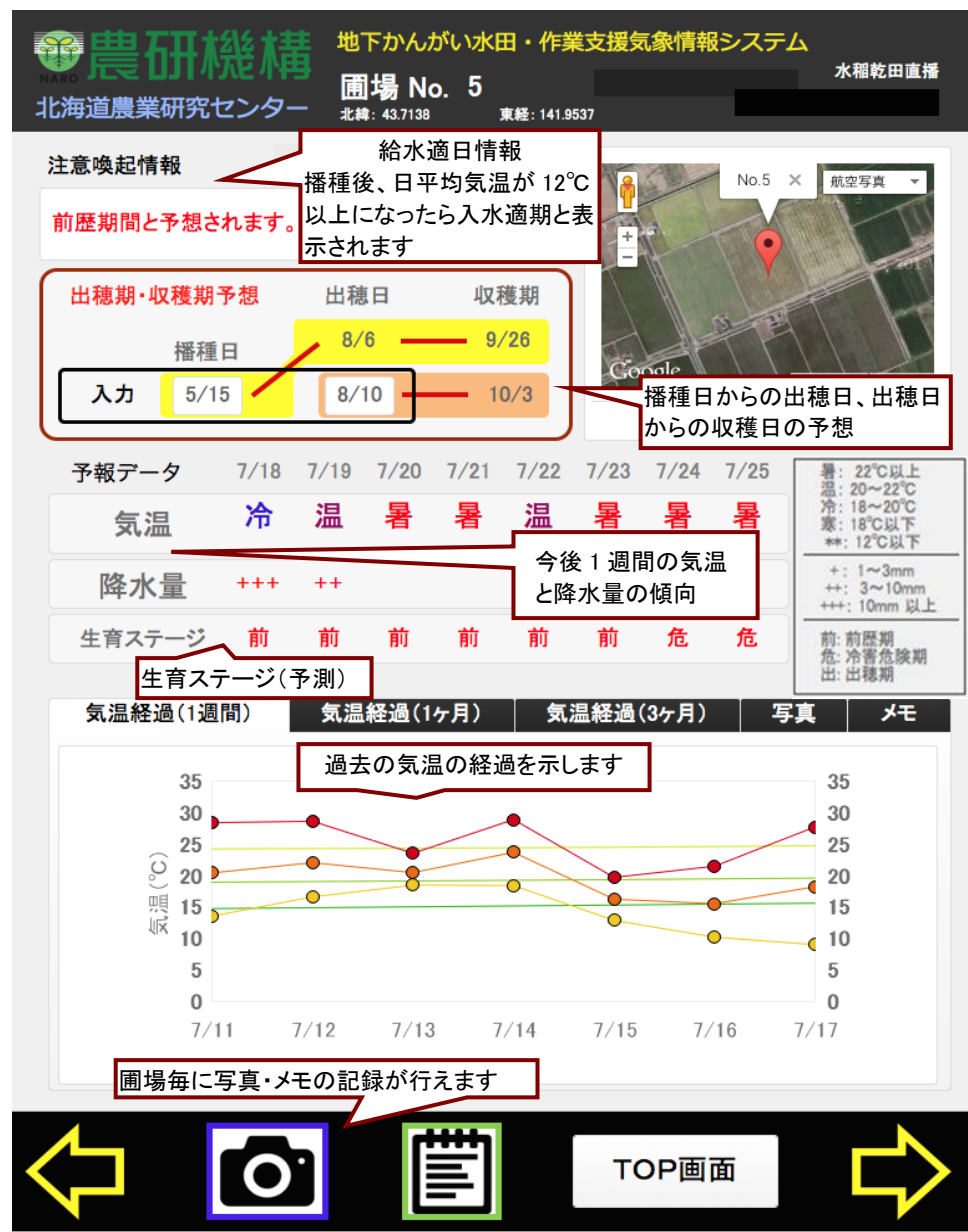 NARO
農研機構
北海道農業研究センター
地下かんがい水田・作業支援気象情報システム
圃場 No. 5
水稲乾田直播
北緯: 43.7138
東経: 141.9537
注意喚起情報
前歴期間と予想されます。
給水適日情報
播種後、日平均気温が 12℃
以上になったら入水適期と表
示されます
No.5 ×
航空写真
+
−
Google
出穂期・収穫期予想 出穂日 収穫期
8/6 9/26
播種日
入力 5/15 8/10 10/3
播種日からの出穂日、出穂日
からの収穫日の予想
予報データ 7/18 7/19 7/20 7/21 7/22 7/23 7/24 7/25
気温 冷 温 暑 暑 温 暑 暑 暑
今後 1 週間の気温
と降水量の傾向
降水量 +++ ++
生育ステージ 前 前 前 前 前 前 危 危
生育ステージ（予測）
暑: 22℃以上
温: 20～22℃
冷: 18～20℃
寒: 18℃以下
**: 12℃以下
+: 1～3mm
++: 3～10mm
+++: 10mm 以上
前: 前歴期
危: 冷害危険期
出: 出穂期
気温経過(1週間) 気温経過(1ヶ月) 気温経過(3ヶ月) 写真 メモ
過去の気温の経過を示します
気温(℃)
35 35
30 30
25 25
20 20
15 15
10 10
5 5
0 0
7/11 7/12 7/13 7/14 7/15 7/16 7/17
圃場毎に写真・メモの記録が行えます
TOP画面